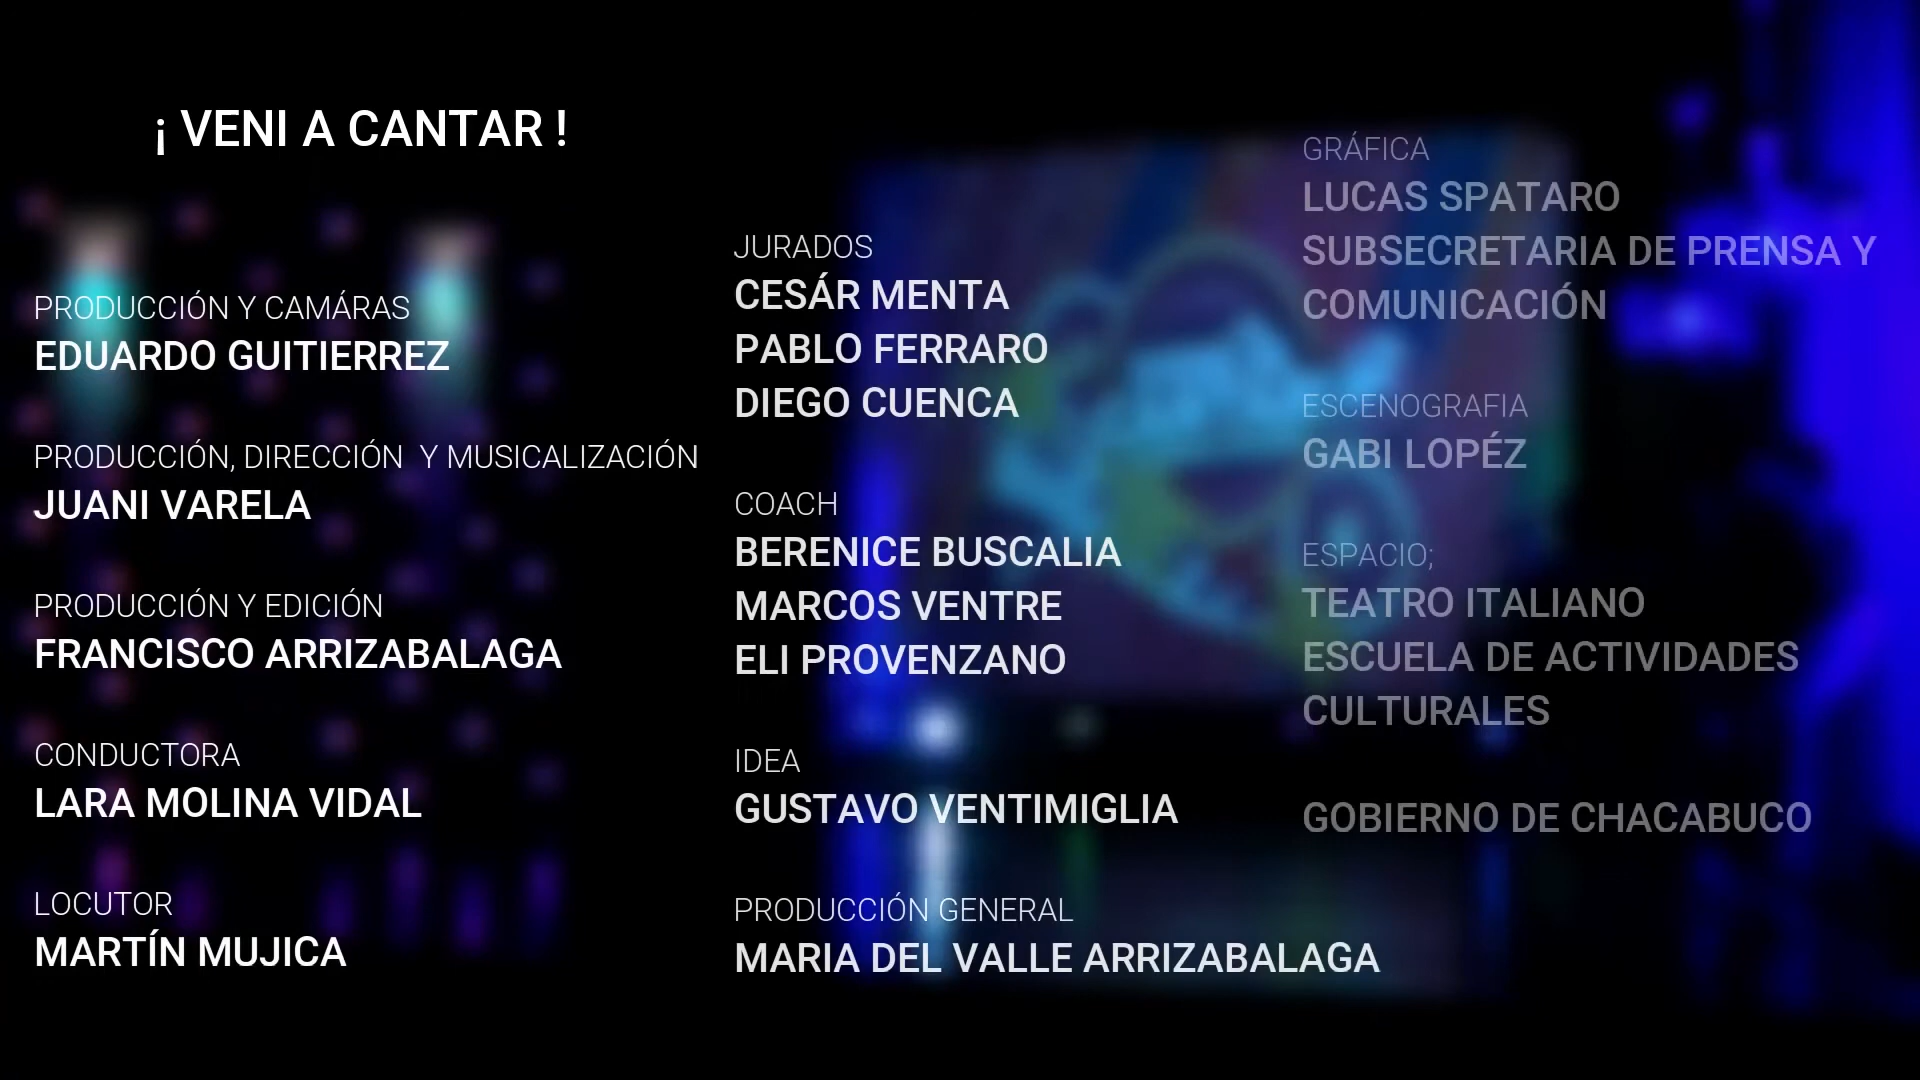 ¡ VENI A CANTAR !
PRODUCCIÓN Y CAMÁRAS
EDUARDO GUITIERREZ
PRODUCCIÓN, DIRECCIÓN  Y MUSICALIZACIÓN
JUANI VARELA
PRODUCCIÓN Y EDICIÓN
FRANCISCO ARRIZABALAGA
CONDUCTORA
LARA MOLINA VIDAL
LOCUTOR
MARTÍN MUJICA
JURADOS
CESÁR MENTA
PABLO FERRARO
DIEGO CUENCA
COACH
BERENICE BUSCALIA
MARCOS VENTRE
ELI PROVENZANO
IDEA
GUSTAVO VENTIMIGLIA
PRODUCCIÓN GENERAL
MARIA DEL VALLE ARRIZABALAGA
GRÁFICA
LUCAS SPATARO
SUBSECRETARIA DE PRENSA Y
COMUNICACIÓN
ESCENOGRAFIA
GABI LOPÉZ
ESPACIO;
TEATRO ITALIANO
ESCUELA DE ACTIVIDADES
CULTURALES
GOBIERNO DE CHACABUCO